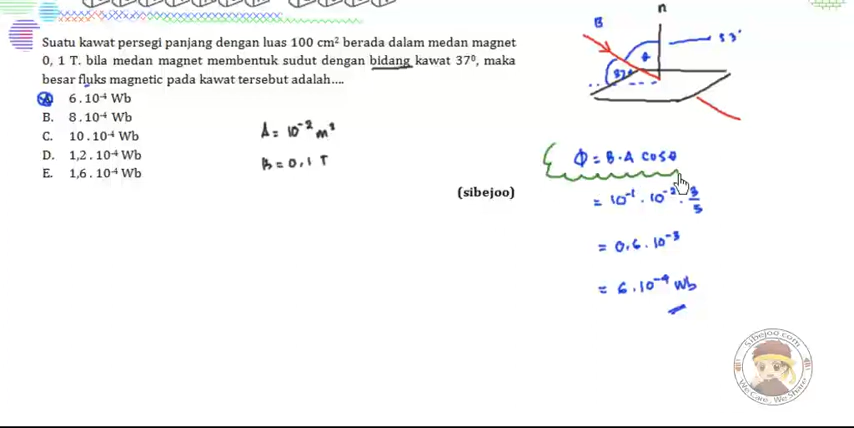 Suatu kawat persegi panjang dengan luas 100 cm² berada dalam medan magnet
0, 1 T. bila medan magnet membentuk sudut dengan bidang kawat 37⁰, maka
besar fluks magnetic pada kawat tersebut adalah....
A. 6 . 10⁻⁴ Wb
B. 8 . 10⁻⁴ Wb
C. 10 . 10⁻⁴ Wb
D. 1,2 . 10⁻⁴ Wb
E. 1,6 . 10⁻⁴ Wb
(sibejoo)
A = 10⁻² m²
B = 0,1 T
n
B
53°
θ
37°
Φ = B . A cos θ
= 10⁻¹ . 10⁻² . 3/5
= 0,6 . 10⁻³
= 6 . 10⁻⁴ Wb
Sibejoo.com
We Care, We Share